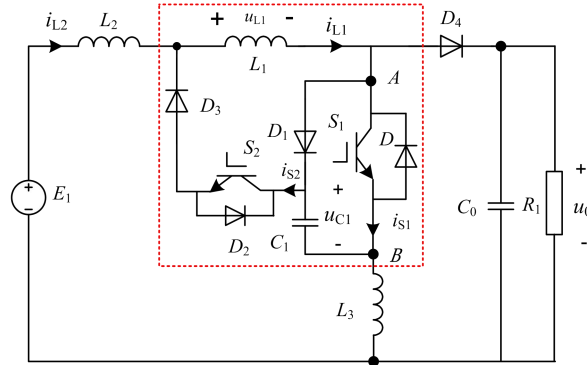 i_L2
L_2
+ u_L1 -
i_L1
D_4
L_1
A
D_3
D_1
S_1
D
S_2
i_S2
+
E_1
+
-
u_C1
i_S1
C_0
R_1
+
u_0
-
D_2
C_1
-
B
L_3